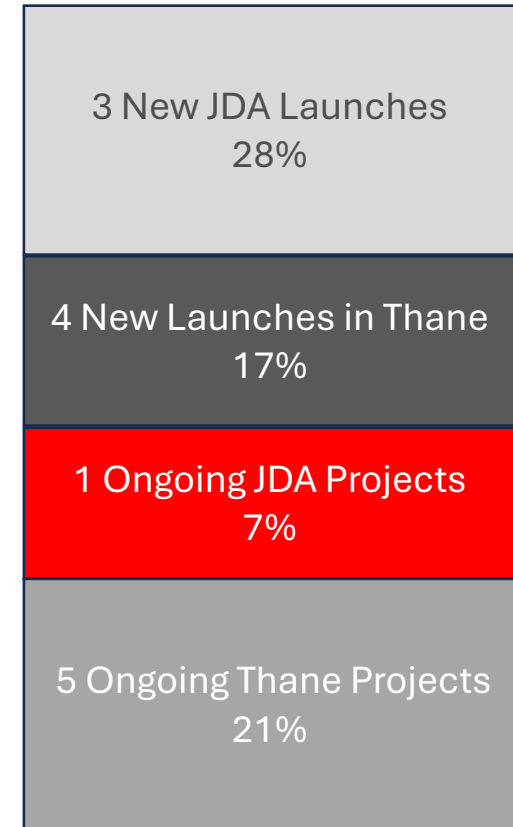 3 New JDA Launches
28%
4 New Launches in Thane
17%
1 Ongoing JDA Projects
7%
5 Ongoing Thane Projects
21%